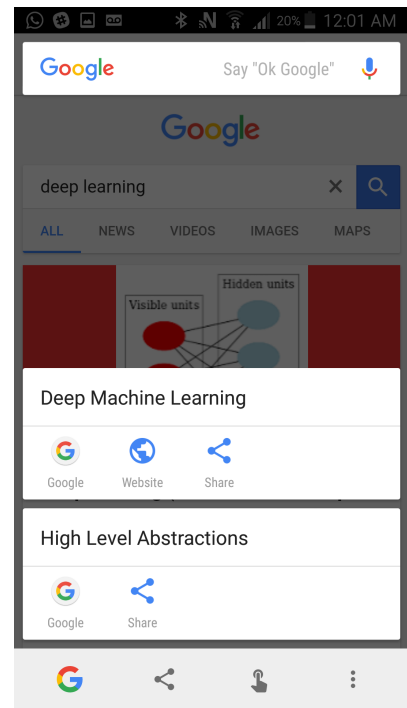 20% 12:01 AM
Google Say "Ok Google"
Google
deep learning
ALL NEWS VIDEOS IMAGES MAPS
Hidden units
Visible units
Deep Machine Learning
Google Website Share
High Level Abstractions
Google Share